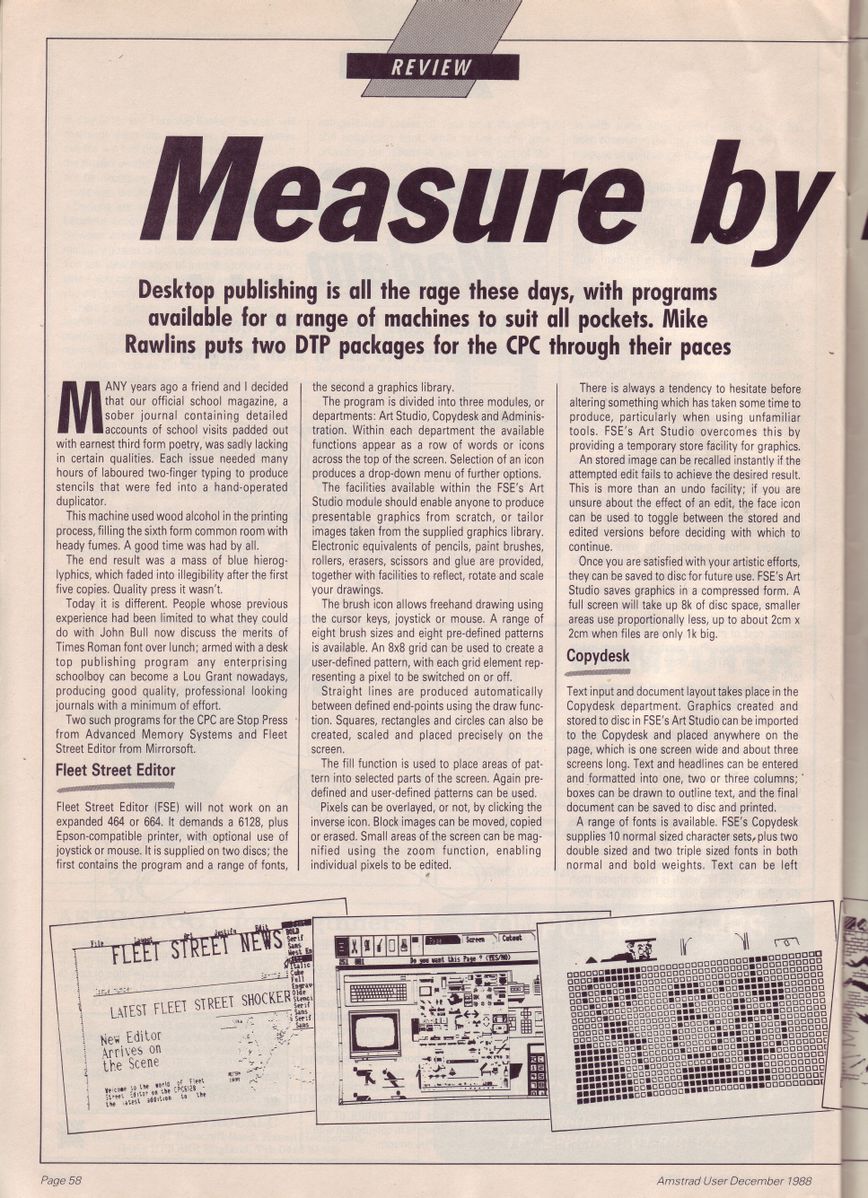 REVIEW
Measure by
Desktop publishing is all the rage these days, with programs
available for a range of machines to suit all pockets. Mike
Rawlins puts two DTP packages for the CPC through their paces
MANY years ago a friend and I decided
that our official school magazine, a
sober journal containing detailed
accounts of school visits padded out
with earnest third form poetry, was sadly lacking
in certain qualities. Each issue needed many
hours of laboured two-finger typing to produce
stencils that were fed into a hand-operated
duplicator.
This machine used wood alcohol in the printing
process, filling the sixth form common room with
heady fumes. A good time was had by all.
The end result was a mass of blue hierog-
lyphics, which faded into illegibility after the first
five copies. Quality press it wasn't.
Today it is different. People whose previous
experience had been limited to what they could
do with John Bull now discuss the merits of
Times Roman font over lunch; armed with a desk
top publishing program any enterprising
schoolboy can become a Lou Grant nowadays,
producing good quality, professional looking
journals with a minimum of effort.
Two such programs for the CPC are Stop Press
from Advanced Memory Systems and Fleet
Street Editor from Mirrorsoft.
Fleet Street Editor
Fleet Street Editor (FSE) will not work on an
expanded 464 or 664. It demands a 6128, plus
Epson-compatible printer, with optional use of
joystick or mouse. It is supplied on two discs; the
first contains the program and a range of fonts,
the second a graphics library.
The program is divided into three modules, or
departments: Art Studio, Copydesk and Adminis-
tration. Within each department the available
functions appear as a row of words or icons
across the top of the screen. Selection of an icon
produces a drop-down menu of further options.
The facilities available within the FSE's Art
Studio module should enable anyone to produce
presentable graphics from scratch, or tailor
images taken from the supplied graphics library.
Electronic equivalents of pencils, paint brushes,
rollers, erasers, scissors and glue are provided,
together with facilities to reflect, rotate and scale
your drawings.
The brush icon allows freehand drawing using
the cursor keys, joystick or mouse. A range of
eight brush sizes and eight pre-defined patterns
is available. An 8x8 grid can be used to create a
user-defined pattern, with each grid element rep-
resenting a pixel to be switched on or off.
Straight lines are produced automatically
between defined end-points using the draw func-
tion. Squares, rectangles and circles can also be
created, scaled and placed precisely on the
screen.
The fill function is used to place areas of pat-
tern into selected parts of the screen. Again pre-
defined and user-defined patterns can be used.
Pixels can be overlayed, or not, by clicking the
inverse icon. Block images can be moved, copied
or erased. Small areas of the screen can be mag-
nified using the zoom function, enabling
individual pixels to be edited.
There is always a tendency to hesitate before
altering something which has taken some time to
produce, particularly when using unfamiliar
tools. FSE's Art Studio overcomes this by
providing a temporary store facility for graphics.
An stored image can be recalled instantly if the
attempted edit fails to achieve the desired result.
This is more than an undo facility; if you are
unsure about the effect of an edit, the face icon
can be used to toggle between the stored and
edited versions before deciding with which to
continue.
Once you are satisfied with your artistic efforts,
they can be saved to disc for future use. FSE's Art
Studio saves graphics in a compressed form. A
full screen will take up 8k of disc space, smaller
areas use proportionally less, up to about 2cm x
2cm when files are only 1k big.
Copydesk
Text input and document layout takes place in the
Copydesk department. Graphics created and
stored to disc in FSE's Art Studio can be imported
to the Copydesk and placed anywhere on the
page, which is one screen wide and about three
screens long. Text and headlines can be entered
and formatted into one, two or three columns;
boxes can be drawn to outline text, and the final
document can be saved to disc and printed.
A range of fonts is available. FSE's Copydesk
supplies 10 normal sized character sets, plus two
double sized and two triple sized fonts in both
normal and bold weights. Text can be left
File Layout Art Justify Edit
BOLD
Serif
Sans
Italic
Cube
Full
Engrav
Olde
Stencil
Serif
Sans
Serif
Sans
FLEET STREET NEWS
LATEST FLEET STREET SHOCKER
New Editor
Arrives on
the Scene
Welcome to the world of Fleet
Street Editor on the CPC6128
the latest addition to the
Page Screen Cutout
Do you want this Page ? (YES/NO)
Page 58
Amstrad User December 1988